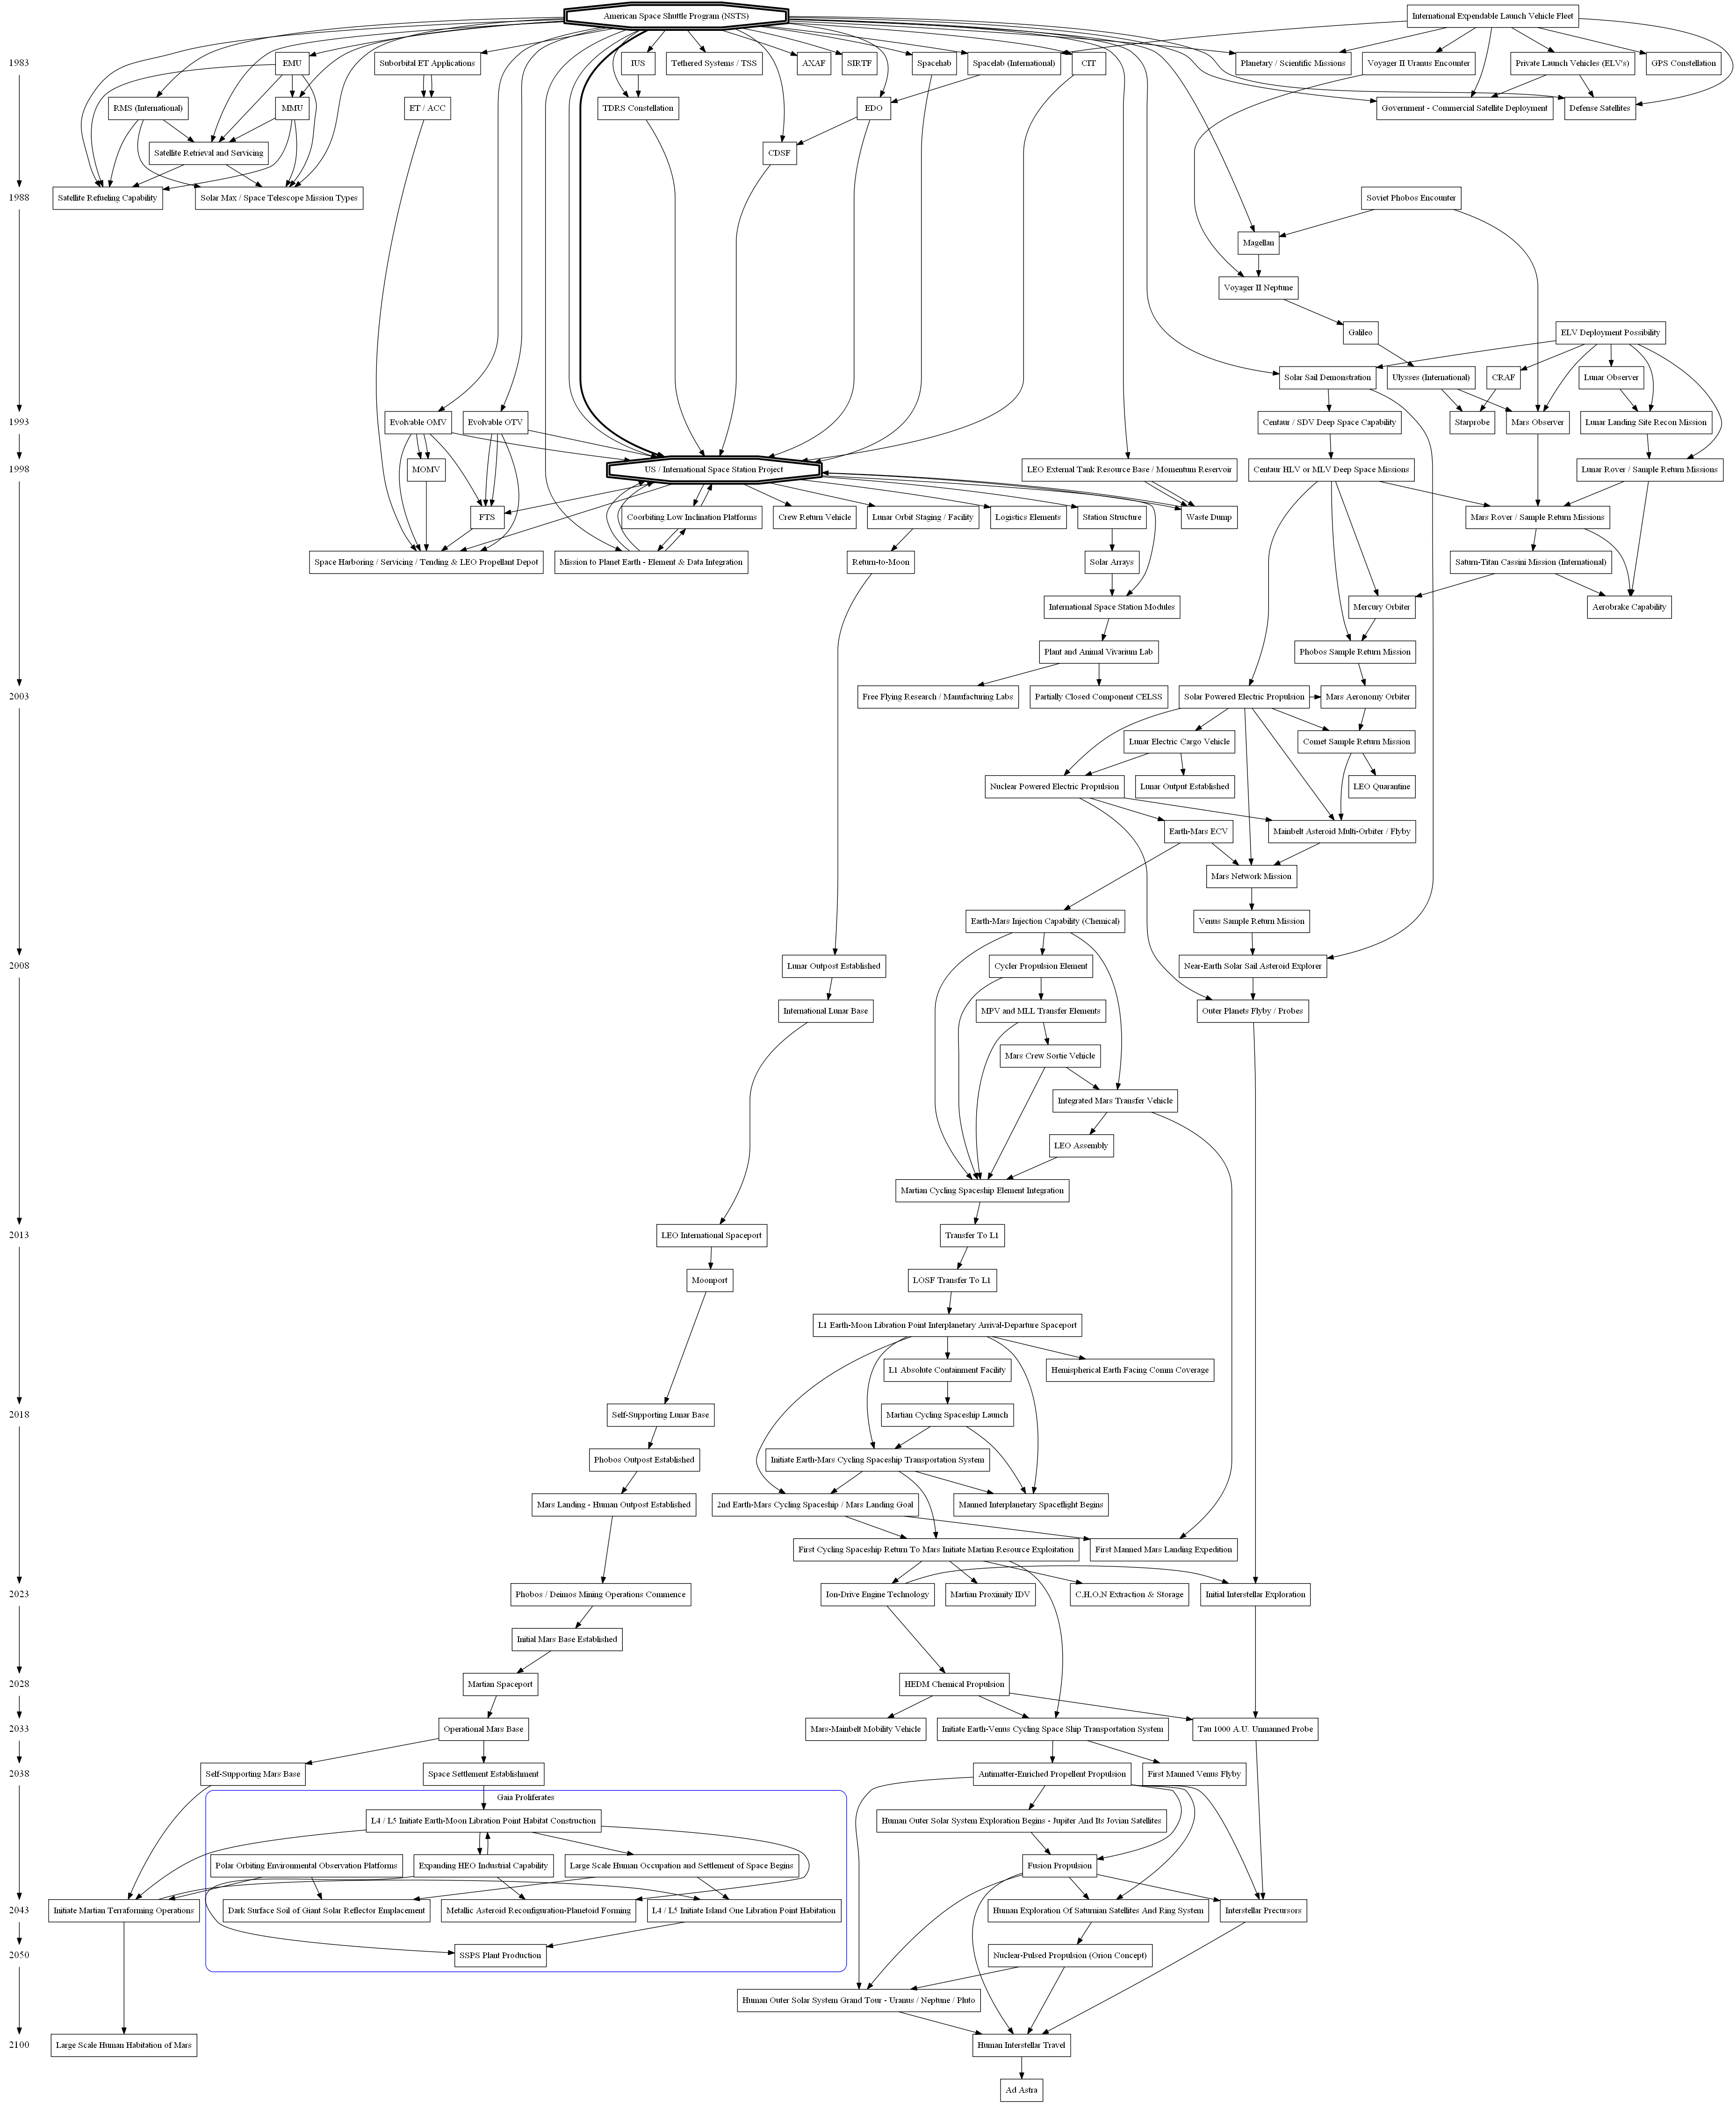 American Space Shuttle Program (NSTS)
International Expendable Launch Vehicle Fleet
1983
EMU
Suborbital ET Applications
IUS
Tethered Systems / TSS
AXAF
SIRTF
Spacehab
Spacelab (International)
CIT
Planetary / Scientific Missions
Voyager II Uranus Encounter
Private Launch Vehicles (ELV's)
GPS Constellation
RMS (International)
MMU
ET / ACC
TDRS Constellation
EDO
Government - Commercial Satellite Deployment
Defense Satellites
Satellite Retrieval and Servicing
CDSF
1988
Satellite Refueling Capability
Solar Max / Space Telescope Mission Types
Soviet Phobos Encounter
Magellan
Voyager II Neptune
Galileo
ELV Deployment Possibility
Solar Sail Demonstration
Ulysses (International)
CRAF
Lunar Observer
1993
Evolvable OMV
Evolvable OTV
Centaur / SDV Deep Space Capability
Starprobe
Mars Observer
Lunar Landing Site Recon Mission
1998
MOMV
US / International Space Station Project
LEO External Tank Resource Base / Momentum Reservoir
Centaur HLV or MLV Deep Space Missions
Lunar Rover / Sample Return Missions
FTS
Coorbiting Low Inclination Platforms
Crew Return Vehicle
Lunar Orbit Staging / Facility
Logistics Elements
Station Structure
Waste Dump
Mars Rover / Sample Return Missions
Space Harboring / Servicing / Tending & LEO Propellant Depot
Mission to Planet Earth - Element & Data Integration
Return-to-Moon
Solar Arrays
Saturn-Titan Cassini Mission (International)
International Space Station Modules
Mercury Orbiter
Aerobrake Capability
Plant and Animal Vivarium Lab
Phobos Sample Return Mission
2003
Free Flying Research / Manufacturing Labs
Partially Closed Component CELSS
Solar Powered Electric Propulsion
Mars Aeronomy Orbiter
Lunar Electric Cargo Vehicle
Comet Sample Return Mission
Nuclear Powered Electric Propulsion
Lunar Output Established
LEO Quarantine
Earth-Mars ECV
Mainbelt Asteroid Multi-Orbiter / Flyby
Mars Network Mission
Earth-Mars Injection Capability (Chemical)
Venus Sample Return Mission
2008
Lunar Outpost Established
Cycler Propulsion Element
Near-Earth Solar Sail Asteroid Explorer
International Lunar Base
MPV and MLL Transfer Elements
Outer Planets Flyby / Probes
Mars Crew Sortie Vehicle
Integrated Mars Transfer Vehicle
LEO Assembly
Martian Cycling Spaceship Element Integration
2013
LEO International Spaceport
Transfer To L1
Moonport
LOSF Transfer To L1
L1 Earth-Moon Libration Point Interplanetary Arrival-Departure Spaceport
L1 Absolute Containment Facility
Hemispherical Earth Facing Comm Coverage
2018
Self-Supporting Lunar Base
Martian Cycling Spaceship Launch
Phobos Outpost Established
Initiate Earth-Mars Cycling Spaceship Transportation System
Mars Landing - Human Outpost Established
2nd Earth-Mars Cycling Spaceship / Mars Landing Goal
Manned Interplanetary Spaceflight Begins
First Cycling Spaceship Return To Mars Initiate Martian Resource Exploitation
First Manned Mars Landing Expedition
2023
Phobos / Deimos Mining Operations Commence
Ion-Drive Engine Technology
Martian Proximity IDV
C,H,O,N Extraction & Storage
Initial Interstellar Exploration
Initial Mars Base Established
2028
Martian Spaceport
HEDM Chemical Propulsion
2033
Operational Mars Base
Mars-Mainbelt Mobility Vehicle
Initiate Earth-Venus Cycling Space Ship Transportation System
Tau 1000 A.U. Unmanned Probe
2038
Self-Supporting Mars Base
Space Settlement Establishment
Antimatter-Enriched Propellent Propulsion
First Manned Venus Flyby
Gaia Proliferates
L4 / L5 Initiate Earth-Moon Libration Point Habitat Construction
Human Outer Solar System Exploration Begins - Jupiter And Its Jovian Satellites
Polar Orbiting Environmental Observation Platforms
Expanding HEO Industrial Capability
Large Scale Human Occupation and Settlement of Space Begins
Fusion Propulsion
2043
Initiate Martian Terraforming Operations
Dark Surface Soil of Giant Solar Reflector Emplacement
Metallic Asteroid Reconfiguration-Planetoid Forming
L4 / L5 Initiate Island One Libration Point Habitation
Human Exploration Of Saturnian Satellites And Ring System
Interstellar Precursors
2050
SSPS Plant Production
Nuclear-Pulsed Propulsion (Orion Concept)
Human Outer Solar System Grand Tour - Uranus / Neptune / Pluto
2100
Large Scale Human Habitation of Mars
Human Interstellar Travel
Ad Astra